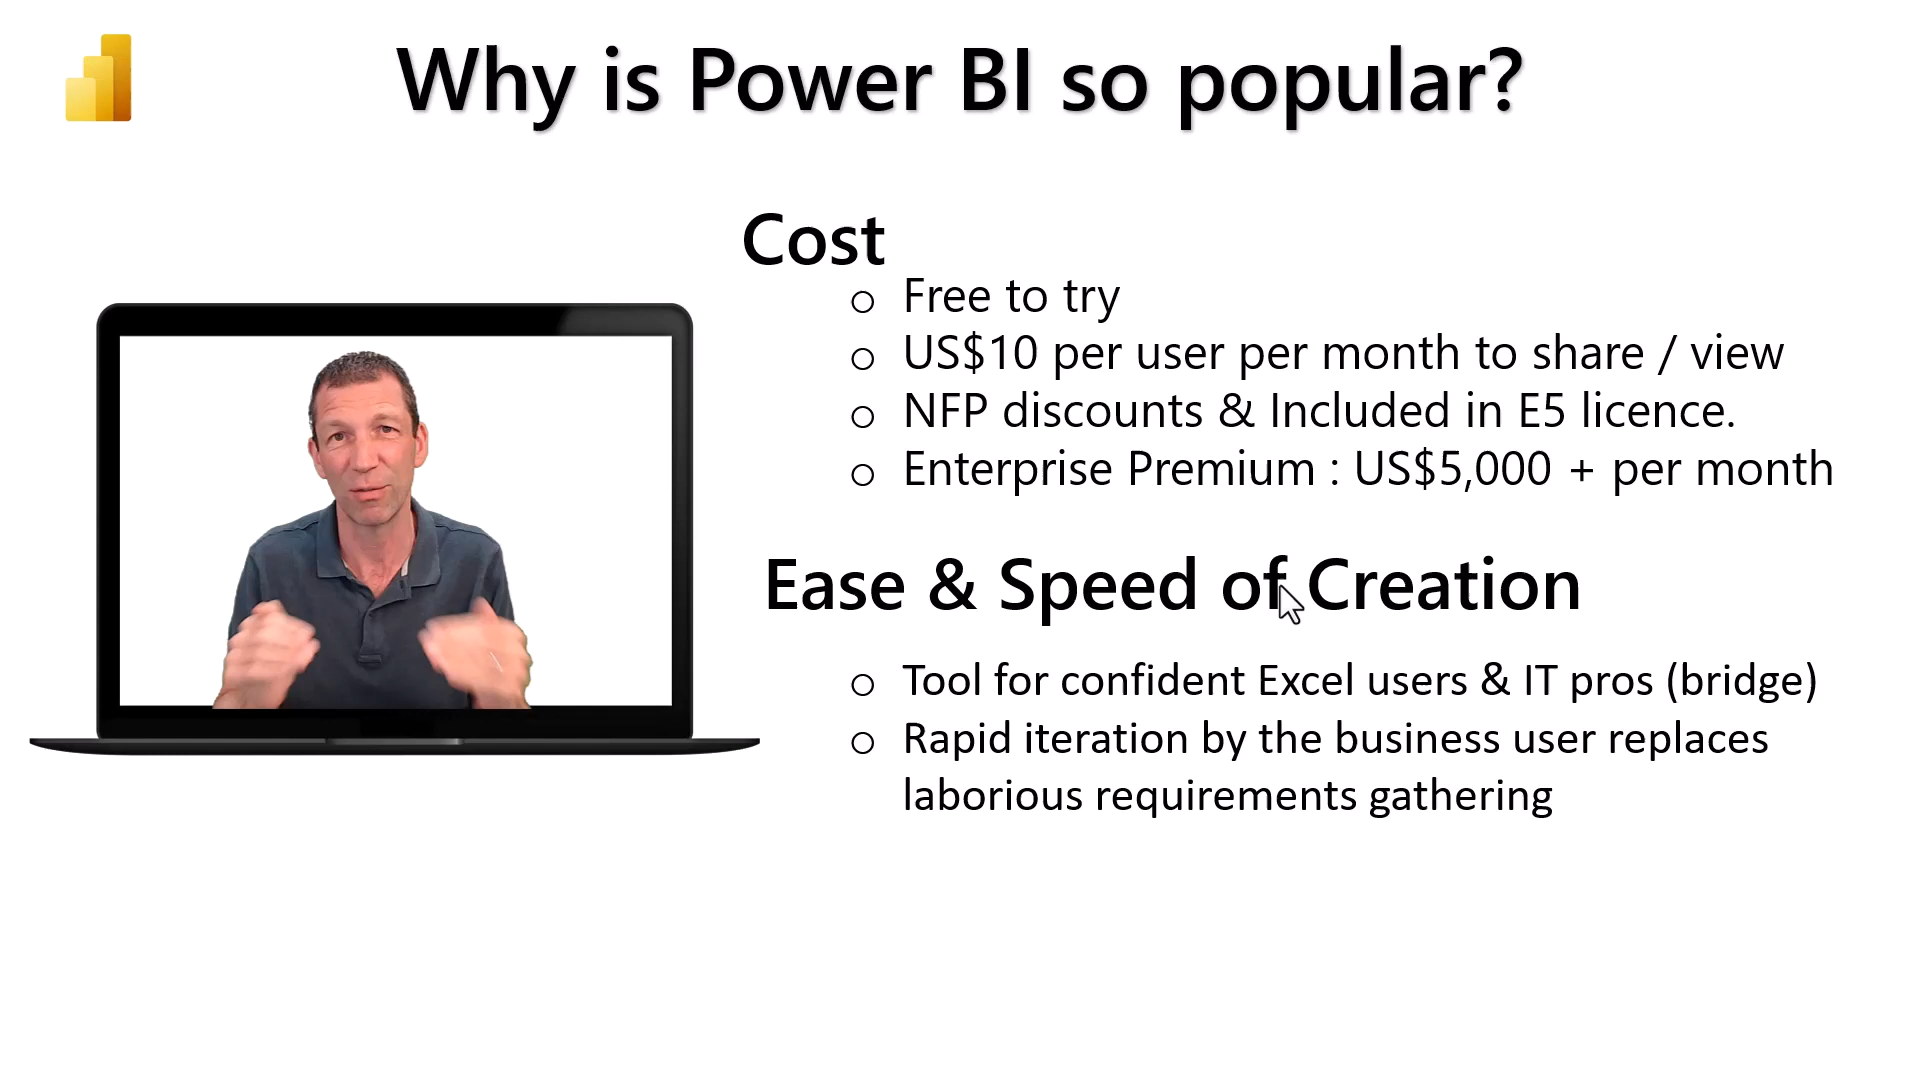 Why is Power BI so popular?
Cost
○ Free to try
○ US$10 per user per month to share / view
○ NFP discounts & Included in E5 licence.
○ Enterprise Premium : US$5,000 + per month
Ease & Speed of Creation
○ Tool for confident Excel users & IT pros (bridge)
○ Rapid iteration by the business user replaces
laborious requirements gathering